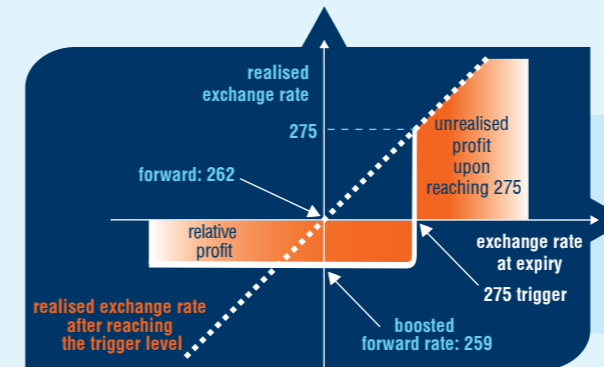 realised
exchange rate
275
forward: 262
unrealised
profit
upon
reaching 275
relative
profit
exchange rate
at expiry
275 trigger
realised exchange rate
after reaching
the trigger level
boosted
forward rate: 259